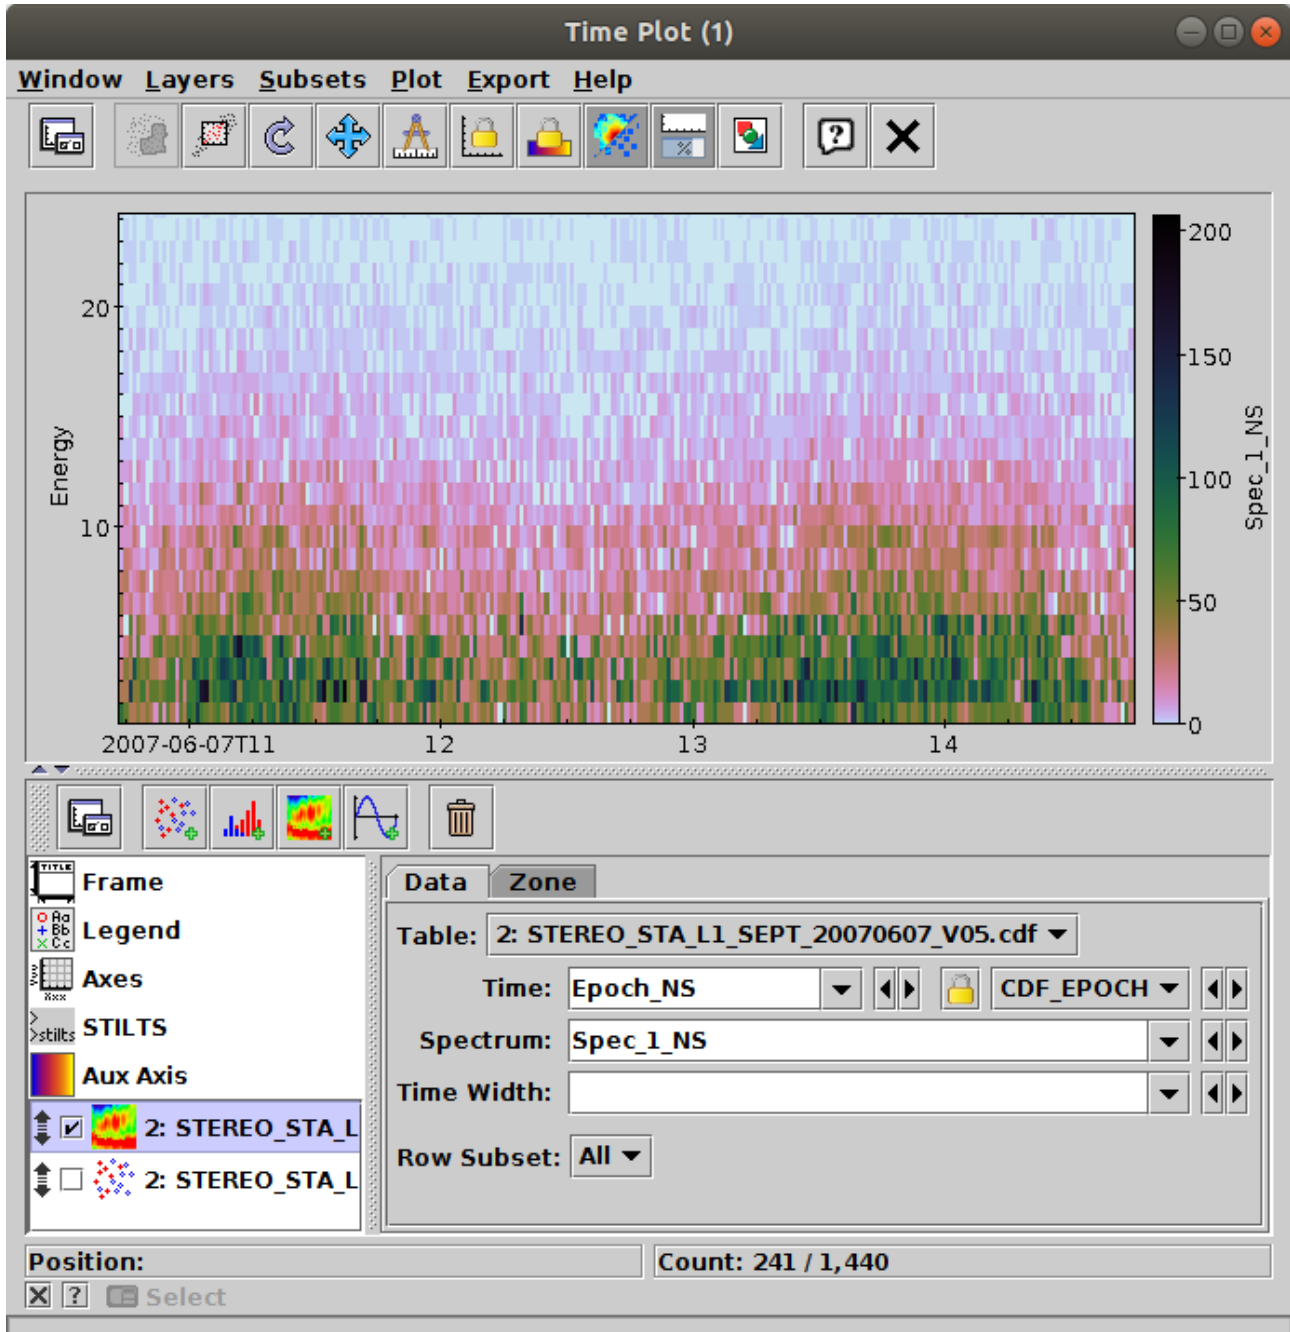 Time Plot (1)
Window Layers Subsets Plot Export Help
20
10
Energy
2007-06-07T11 12 13 14
200
150
100
50
0
Spec_1_NS
Frame
Legend
Axes
STILTS
Aux Axis
2: STEREO_STA_L
2: STEREO_STA_L
Data Zone
Table: 2: STEREO_STA_L1_SEPT_20070607_V05.cdf
Time: Epoch_NS CDF_EPOCH
Spectrum: Spec_1_NS
Time Width:
Row Subset: All
Position: Count: 241 / 1,440
Select